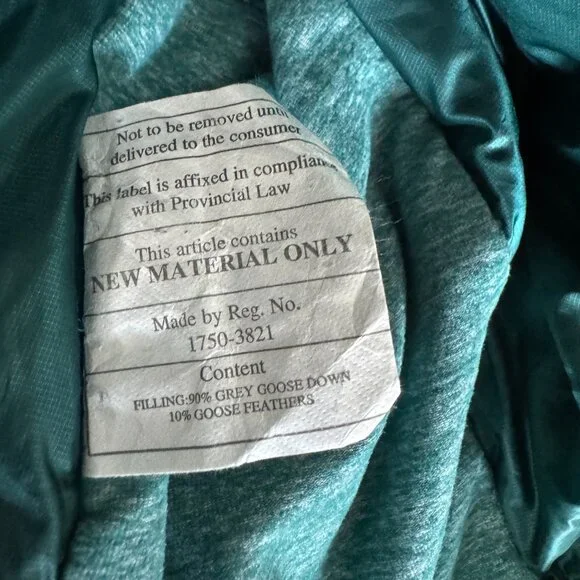 Not to be removed until
delivered to the consumer
This label is affixed in compliance
with Provincial Law
This article contains
NEW MATERIAL ONLY
Made by Reg. No.
1750-3821
Content
FILLING:90% GREY GOOSE DOWN
10% GOOSE FEATHERS